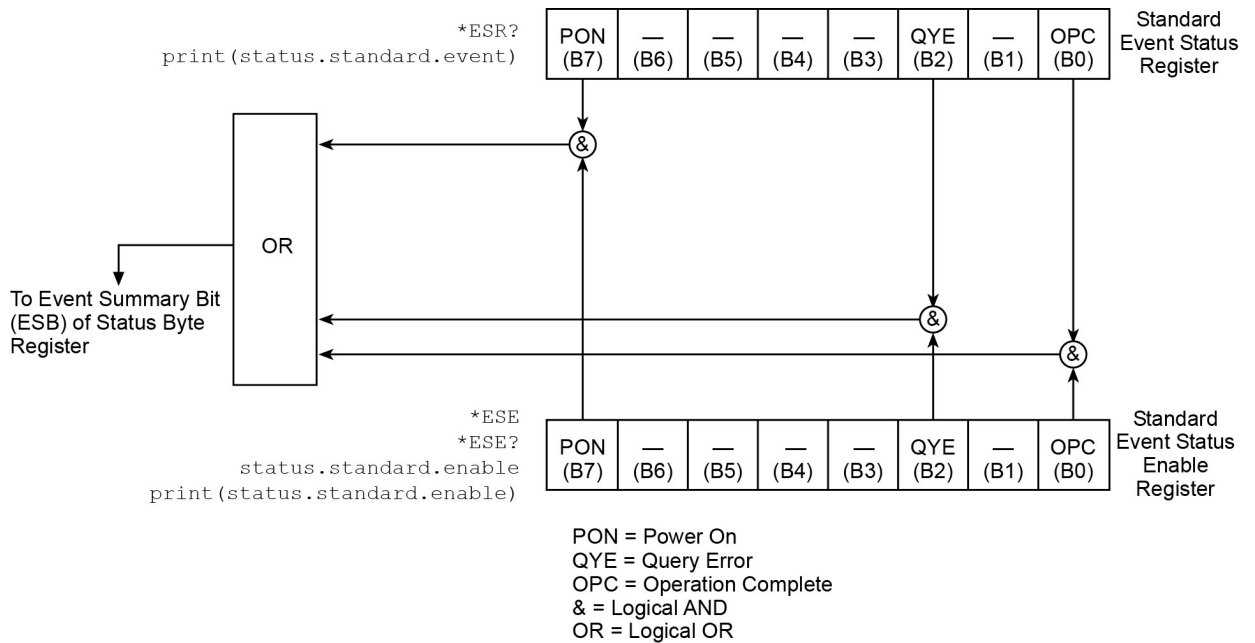 *ESR?
print(status.standard.event)
PON — — — — QYE — OPC
(B7) (B6) (B5) (B4) (B3) (B2) (B1) (B0)
Standard
Event Status
Register
&
OR
To Event Summary Bit
(ESB) of Status Byte
Register
&
&
*ESE
*ESE?
status.standard.enable
print(status.standard.enable)
PON — — — — QYE — OPC
(B7) (B6) (B5) (B4) (B3) (B2) (B1) (B0)
Standard
Event Status
Enable
Register
PON = Power On
QYE = Query Error
OPC = Operation Complete
& = Logical AND
OR = Logical OR